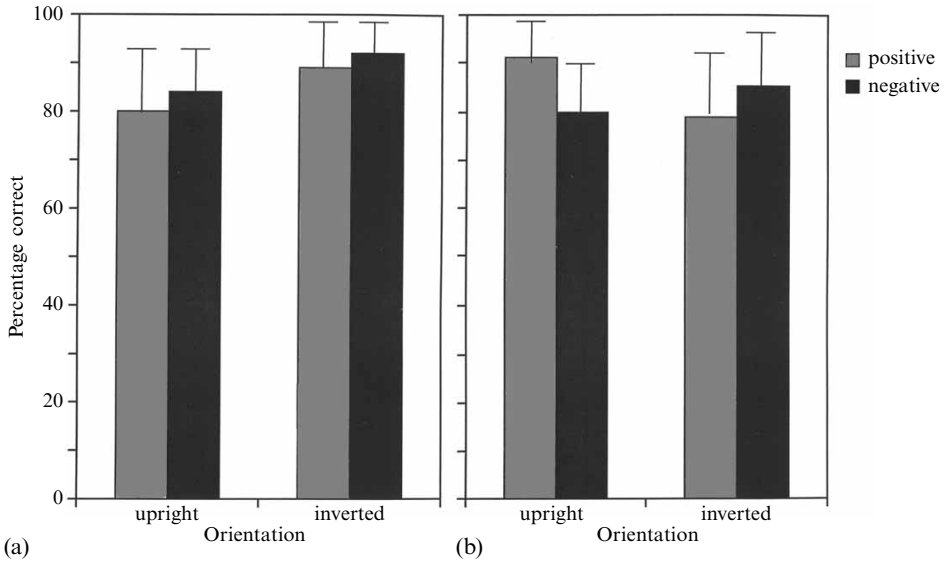 100
80
60
40
20
0
Percentage correct
upright
inverted
Orientation
(a)
upright
inverted
Orientation
(b)
positive
negative